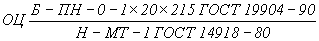 ОЦ Б – ПН – 0 – 1×20×215 ГОСТ 19904 – 90
Н – МТ – 1 ГОСТ 14918 – 80